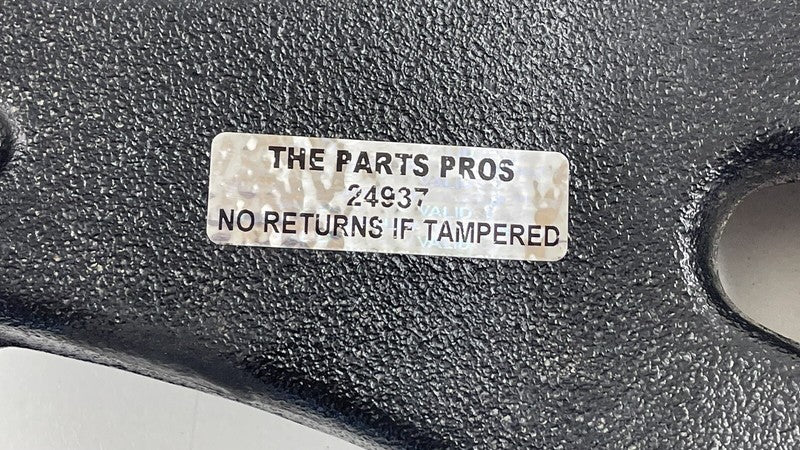 THE PARTS PROS
24937
NO RETURNS IF TAMPERED